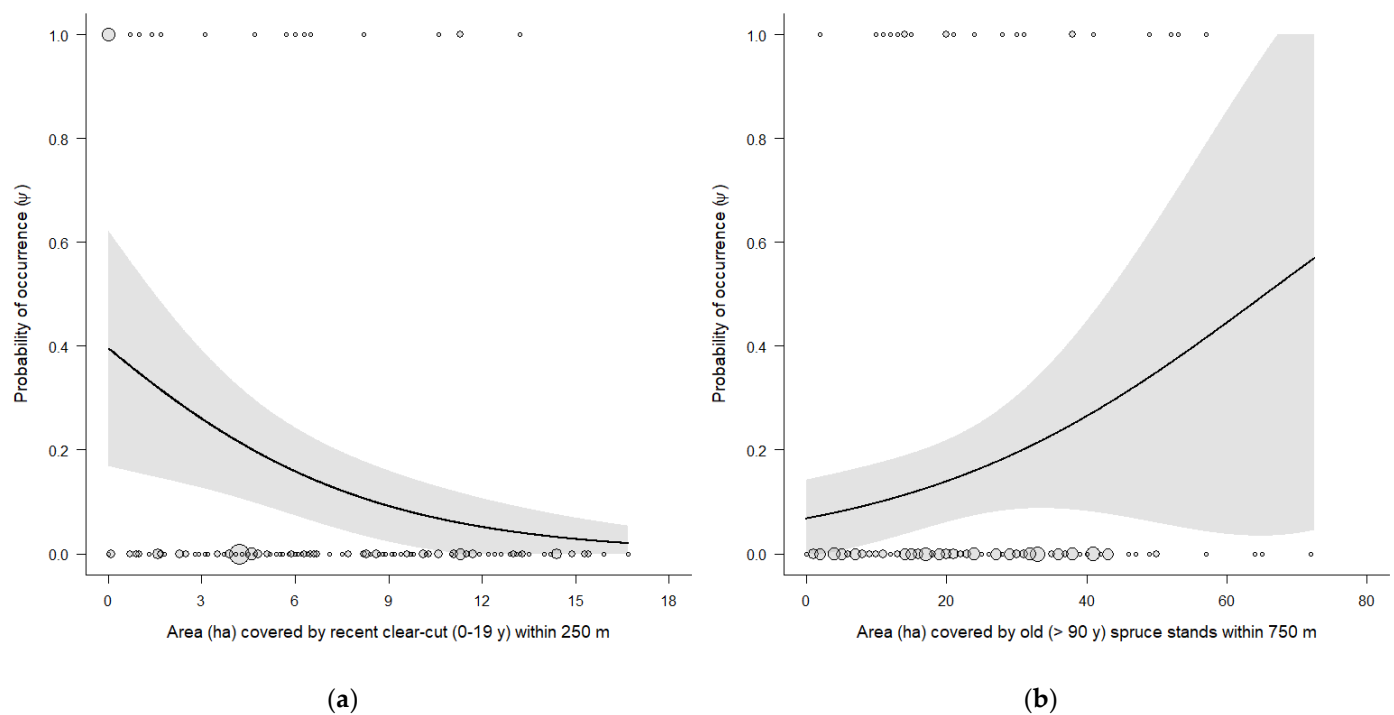 Probability of occurrence (ψ)
1.0
0.8
0.6
0.4
0.2
0.0
0 3 6 9 12 15 18
Area (ha) covered by recent clear-cut (0-19 y) within 250 m
(a)
Probability of occurrence (ψ)
1.0
0.8
0.6
0.4
0.2
0.0
0 20 40 60 80
Area (ha) covered by old (> 90 y) spruce stands within 750 m
(b)